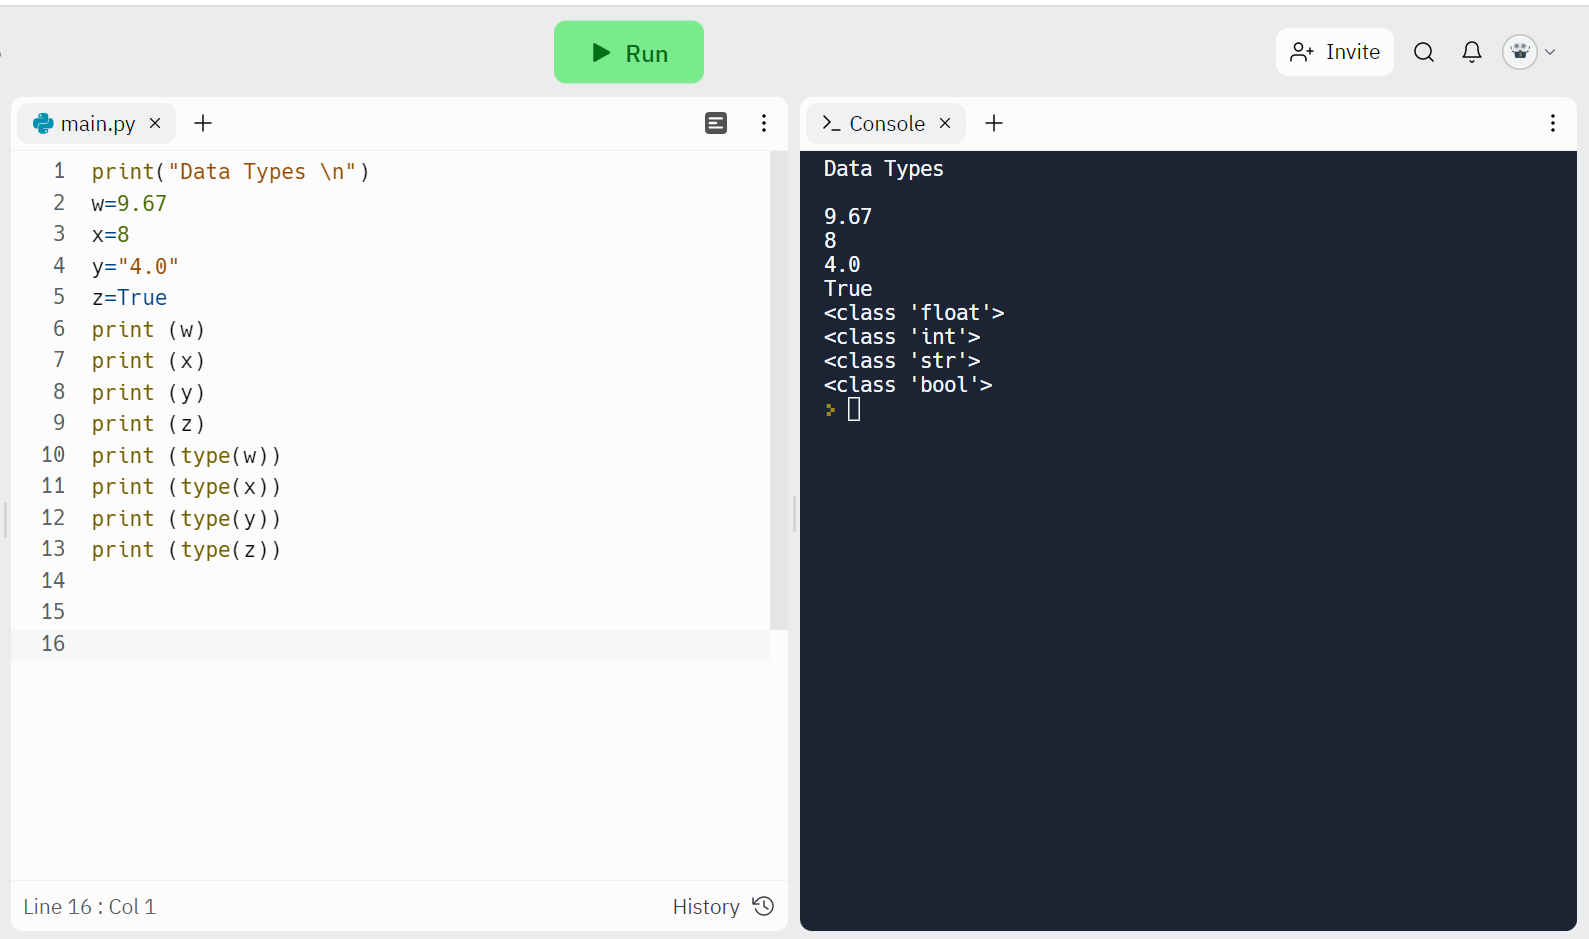 Run
Invite
main.py
1 print("Data Types \n")
2 w=9.67
3 x=8
4 y="4.0"
5 z=True
6 print (w)
7 print (x)
8 print (y)
9 print (z)
10 print (type(w))
11 print (type(x))
12 print (type(y))
13 print (type(z))
14
15
16
Line 16 : Col 1
History
Console
Data Types
9.67
8
4.0
True
<class 'float'>
<class 'int'>
<class 'str'>
<class 'bool'>